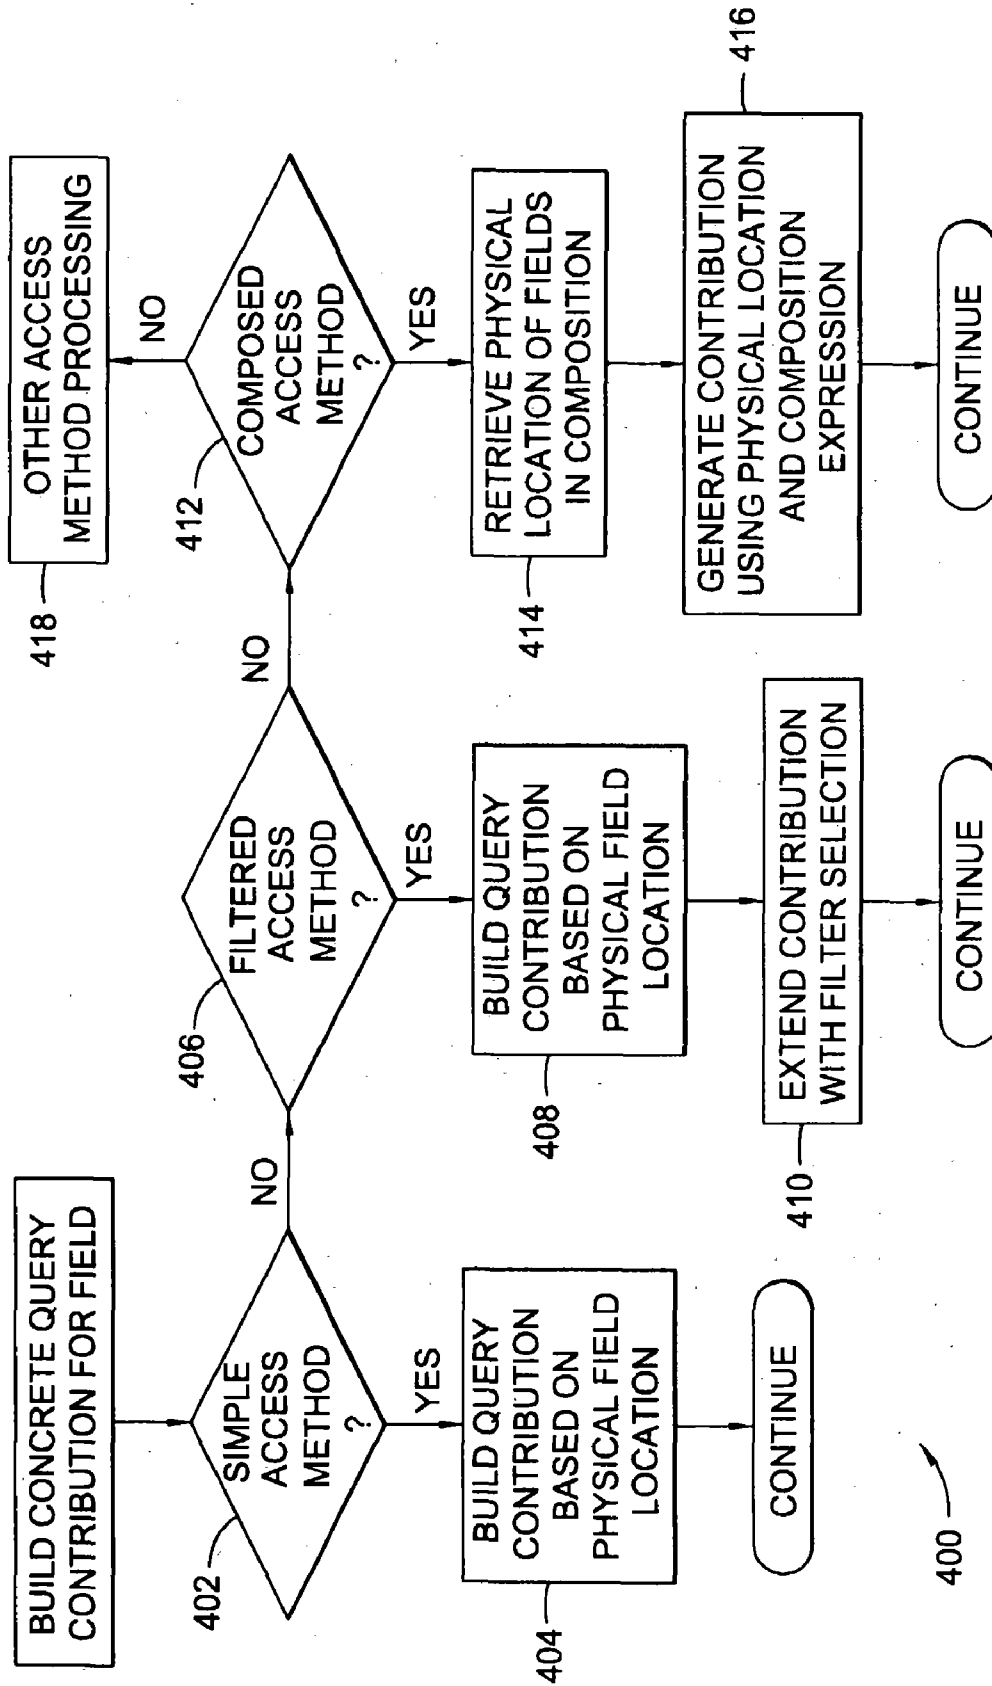 BUILD CONCRETE QUERY
CONTRIBUTION FOR FIELD
402
SIMPLE
ACCESS
METHOD
?
NO
YES
404
BUILD QUERY
CONTRIBUTION
BASED ON
PHYSICAL FIELD
LOCATION
CONTINUE
406
FILTERED
ACCESS
METHOD
?
NO
YES
408
BUILD QUERY
CONTRIBUTION
BASED ON
PHYSICAL FIELD
LOCATION
410
EXTEND CONTRIBUTION
WITH FILTER SELECTION
CONTINUE
412
COMPOSED
ACCESS
METHOD
?
NO
418
OTHER ACCESS
METHOD PROCESSING
YES
414
RETRIEVE PHYSICAL
LOCATION OF FIELDS
IN COMPOSITION
416
GENERATE CONTRIBUTION
USING PHYSICAL LOCATION
AND COMPOSITION
EXPRESSION
CONTINUE
400